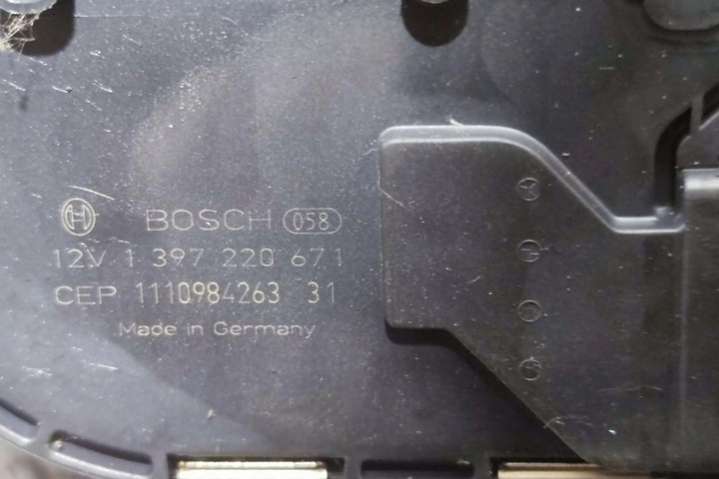 BOSCH 058
12V 1 397 220 671
CEP 1110984263 31
Made in Germany